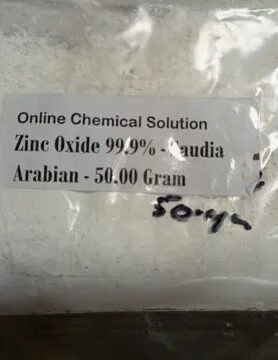 Online Chemical Solution
Zinc Oxide 99.9% - Saudia
Arabian - 50.00 Gram